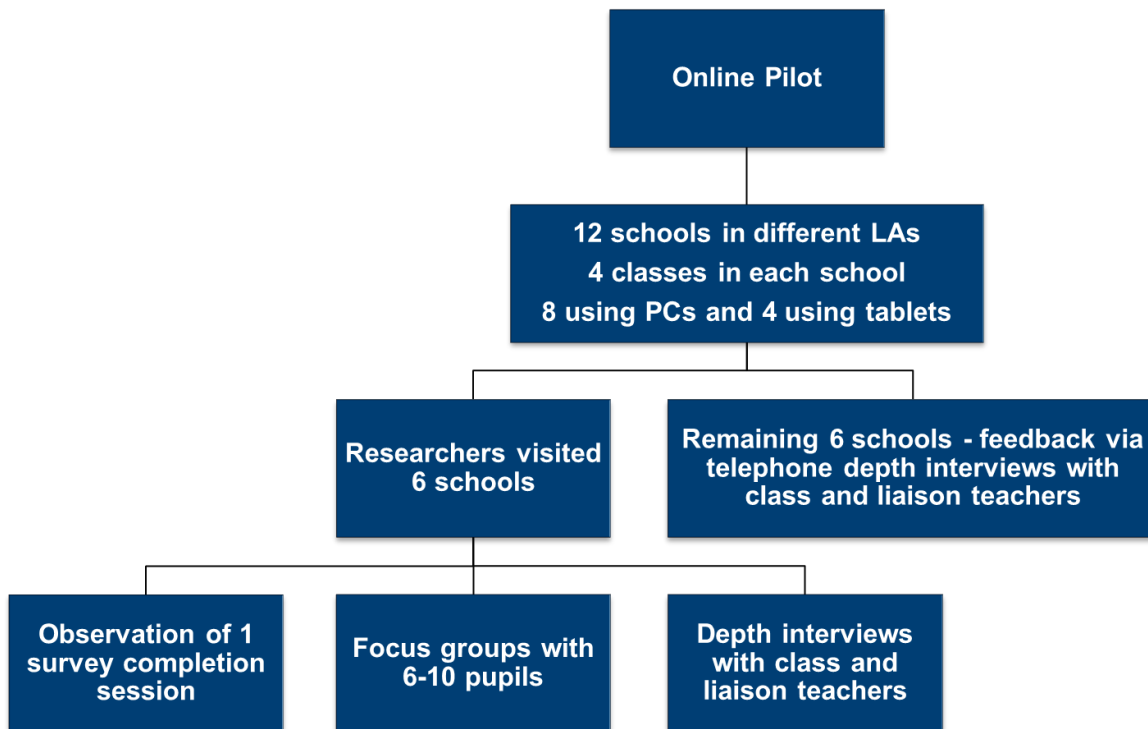 Online Pilot
12 schools in different LAs
4 classes in each school
8 using PCs and 4 using tablets
Researchers visited
6 schools
Remaining 6 schools - feedback via
telephone depth interviews with
class and liaison teachers
Observation of 1
survey completion
session
Focus groups with
6-10 pupils
Depth interviews
with class and
liaison teachers